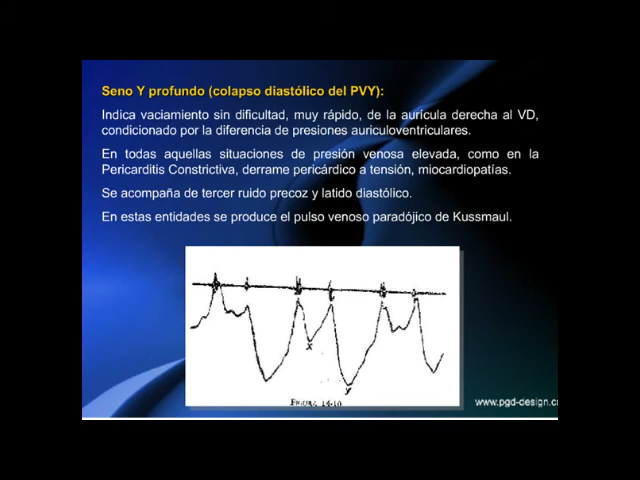 Seno Y profundo (colapso diastólico del PVY):
Indica vaciamiento sin dificultad, muy rápido, de la aurícula derecha al VD,
condicionado por la diferencia de presiones auriculoventriculares.
En todas aquellas situaciones de presión venosa elevada, como en la
Pericarditis Constrictiva, derrame pericárdico a tensión, miocardiopatías.
Se acompaña de tercer ruido precoz y latido diastólico.
En estas entidades se produce el pulso venoso paradójico de Kussmaul.
x
y
FIGURA 14-10
www.pgd-design.c